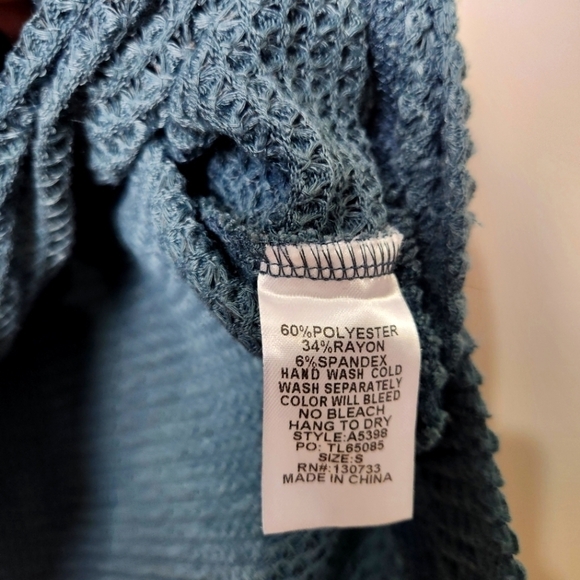 60%POLYESTER
34%RAYON
6%SPANDEX
HAND WASH COLD
WASH SEPARATELY
COLOR WILL BLEED
NO BLEACH
HANG TO DRY
STYLE:A5398
PO: TL65085
SIZE:S
RN#:130733
MADE IN CHINA